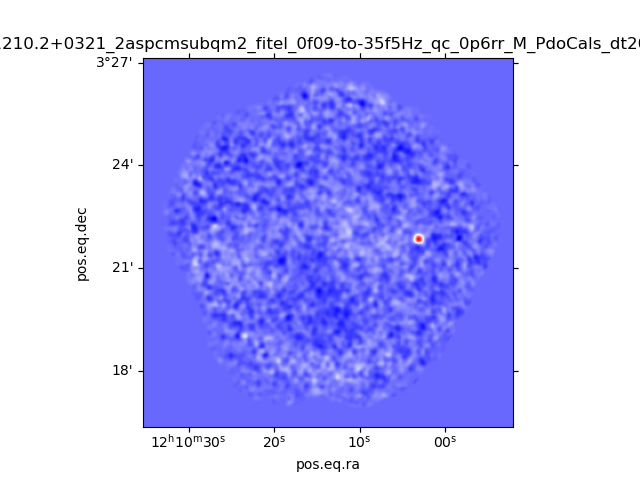 1210.2+0321_2aspcmsubqm2_fitel_0f09-to-35f5Hz_qc_0p6rr_M_PdoCals_dt20
3°27'
24'
21'
18'
pos.eq.dec
12h10m30s 20s 10s 00s
pos.eq.ra